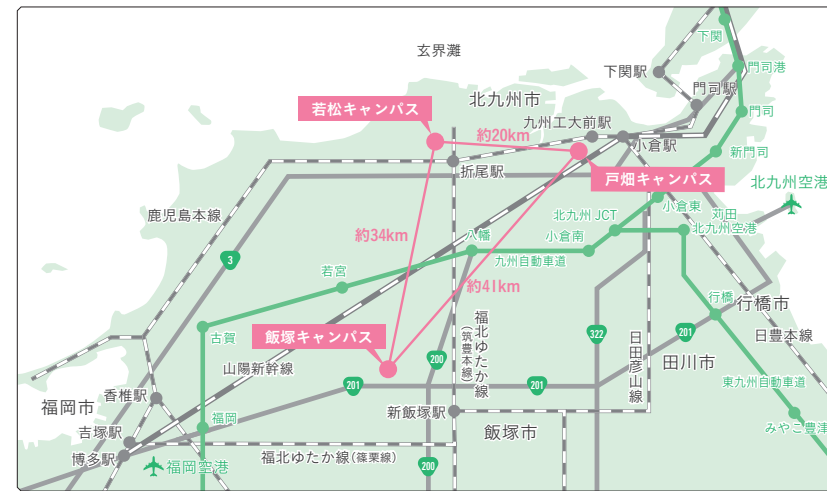 玄界灘
下関
下関駅
門司港
門司駅
門司
若松キャンパス
北九州市
九州工大前駅
約20km
小倉駅
新門司
折尾駅
戸畑キャンパス
北九州空港
小倉東
苅田
北九州空港
北九州 JCT
鹿児島本線
約34km
八幡
小倉南
九州自動車道
3
若宮
約41km
行橋
行橋市
古賀
飯塚キャンパス
福北ゆたか線
(筑豊本線)
322
日田彦山線
201
日豊本線
山陽新幹線
200
田川市
201
201
東九州自動車道
香椎駅
福岡市
福岡
新飯塚駅
飯塚市
みやこ豊津
吉塚駅
博多駅
福岡空港
福北ゆたか線(篠栗線)
200